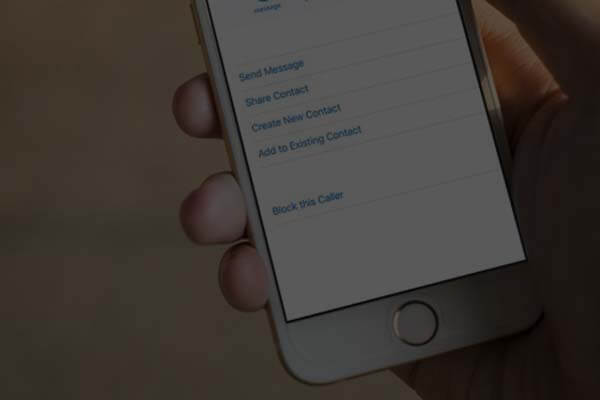 message
Send Message
Share Contact
Create New Contact
Add to Existing Contact
Block this Caller